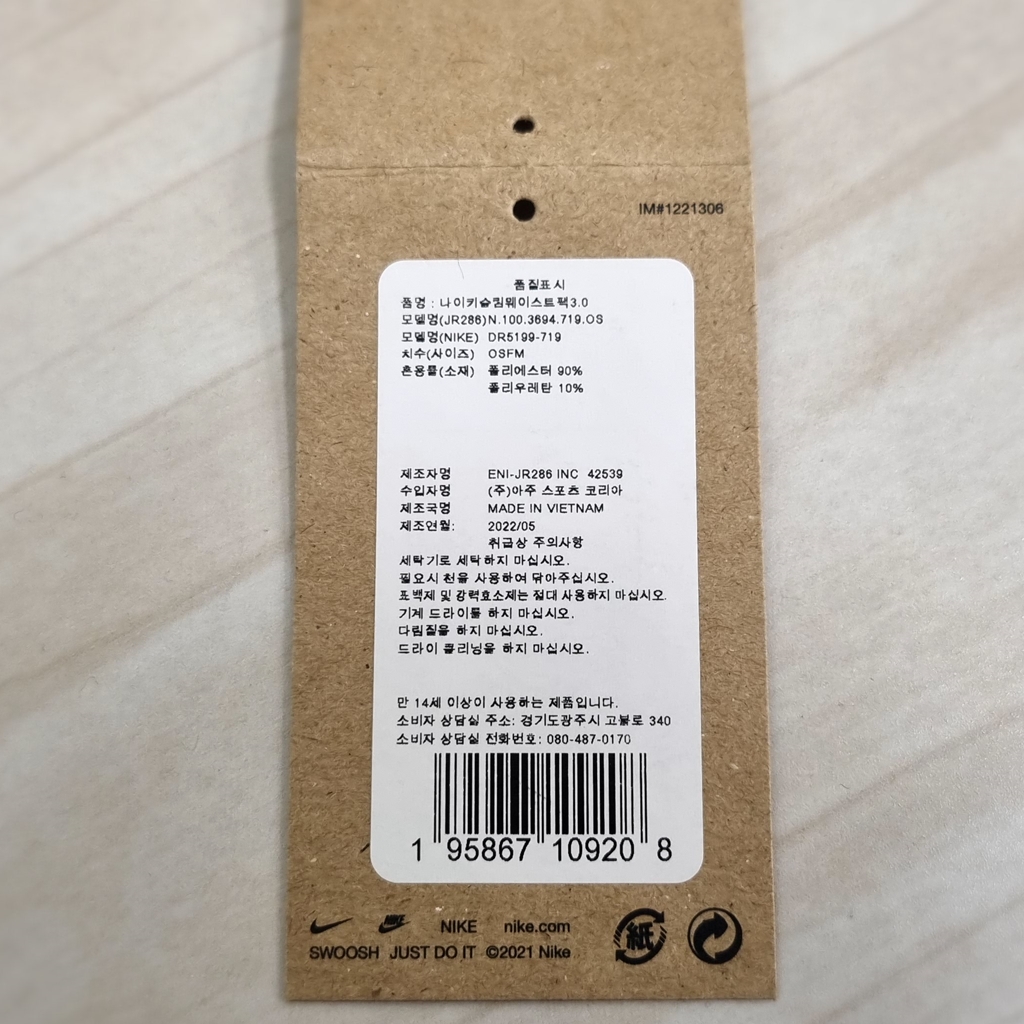 IM#1221306
품질표시
품명 : 나이키슬림웨이스트팩3.0
모델명(JR286)N.100.3694.719.OS
모델명(NIKE) DR5199-719
치수(사이즈) OSFM
혼용률(소재) 폴리에스터 90%
폴리우레탄 10%
제조자명 ENI-JR286 INC 42539
수입자명 (주)아주 스포츠 코리아
제조국명 MADE IN VIETNAM
제조연월: 2022/05
취급상 주의사항
세탁기로 세탁하지 마십시오.
필요시 천을 사용하여 닦아주십시오.
표백제 및 강력효소제는 절대 사용하지 마십시오.
기계 드라이를 하지 마십시오.
다림질을 하지 마십시오.
드라이 클리닝을 하지 마십시오.
만 14세 이상이 사용하는 제품입니다.
소비자 상담실 주소: 경기도광주시 고불로 340
소비자 상담실 전화번호: 080-487-0170
1 95867 10920 8
NIKE NIKE nike.com
SWOOSH JUST DO IT ©2021 Nike
紙